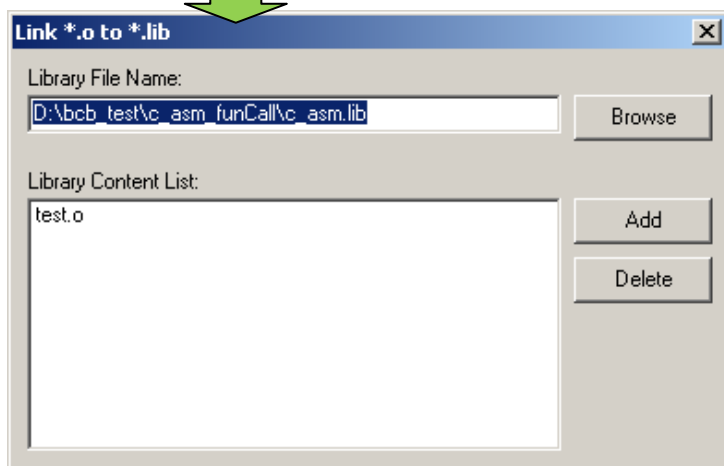 Link *.o to *.lib
Library File Name:
D:\bcb_test\c_asm_funCall\c_asm.lib
Browse
Library Content List:
test.o
Add
Delete